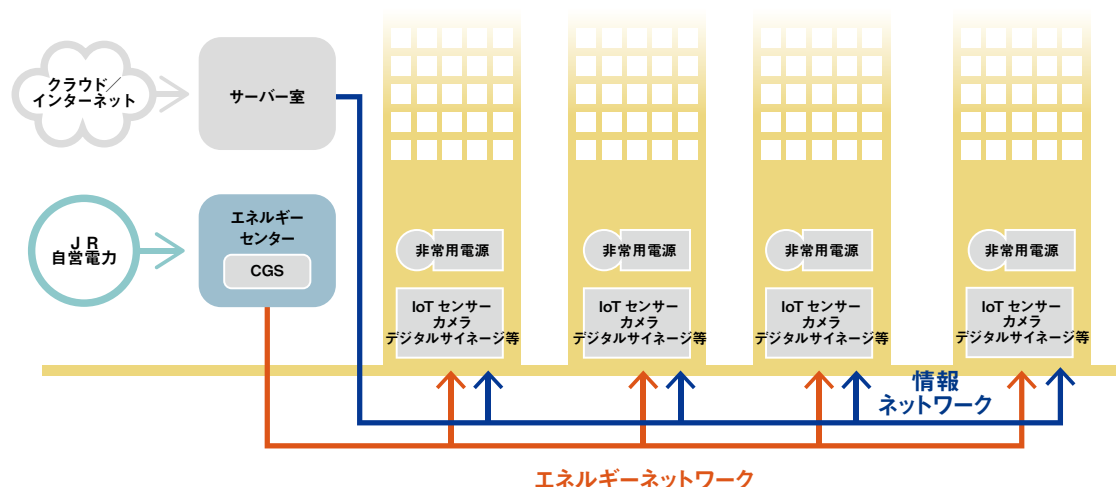 クラウド／
インターネット
サーバー室
JR
自営電力
エネルギー
センター
CGS
非常用電源
IoT センサー
カメラ
デジタルサイネージ等
非常用電源
IoT センサー
カメラ
デジタルサイネージ等
非常用電源
IoT センサー
カメラ
デジタルサイネージ等
非常用電源
IoT センサー
カメラ
デジタルサイネージ等
情報
ネットワーク
エネルギーネットワーク